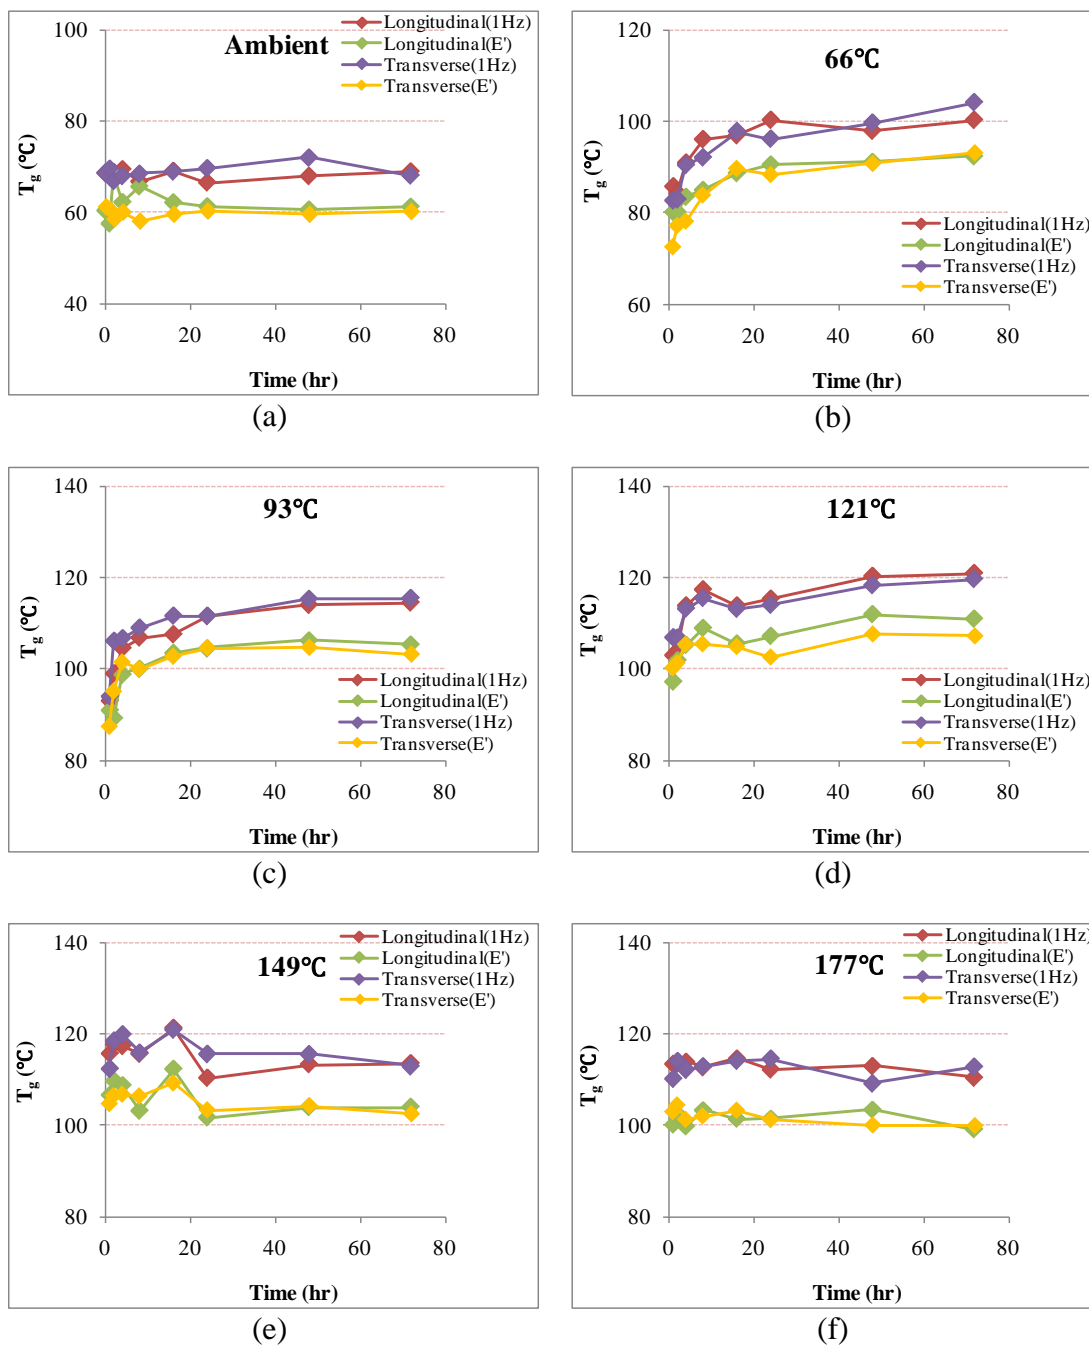 100
80
60
40
0
20
40
60
80
Ambient
Longitudinal(1Hz)
Longitudinal(E')
Transverse(1Hz)
Transverse(E')
Tg (℃)
Time (hr)
(a)
120
100
80
60
0
20
40
60
80
66℃
Longitudinal(1Hz)
Longitudinal(E')
Transverse(1Hz)
Transverse(E')
Tg (℃)
Time (hr)
(b)
140
120
100
80
0
20
40
60
80
93℃
Longitudinal(1Hz)
Longitudinal(E')
Transverse(1Hz)
Transverse(E')
Tg (℃)
Time (hr)
(c)
140
120
100
80
0
20
40
60
80
121℃
Longitudinal(1Hz)
Longitudinal(E')
Transverse(1Hz)
Transverse(E')
Tg (℃)
Time (hr)
(d)
140
120
100
80
0
20
40
60
80
149℃
Longitudinal(1Hz)
Longitudinal(E')
Transverse(1Hz)
Transverse(E')
Tg (℃)
Time (hr)
(e)
140
120
100
80
0
20
40
60
80
177℃
Longitudinal(1Hz)
Longitudinal(E')
Transverse(1Hz)
Transverse(E')
Tg (℃)
Time (hr)
(f)